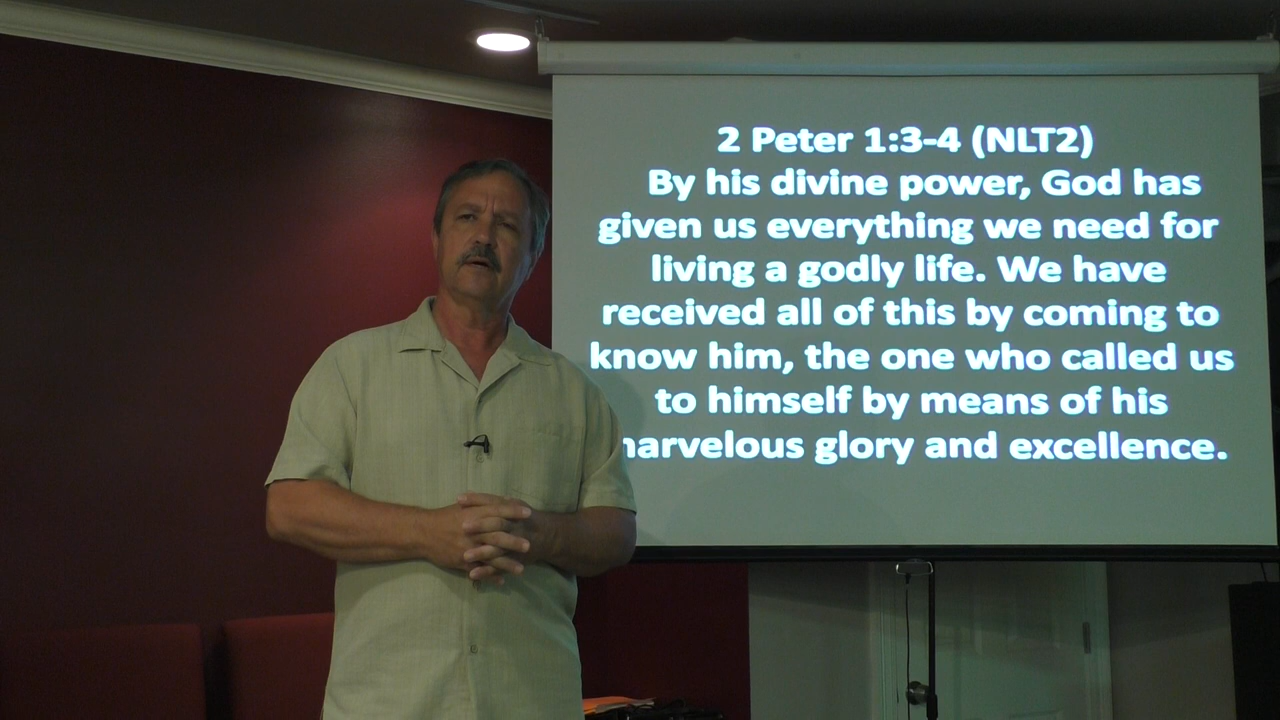 2 Peter 1:3-4 (NLT2)
By his divine power, God has
given us everything we need for
living a godly life. We have
received all of this by coming to
know him, the one who called us
to himself by means of his
marvelous glory and excellence.